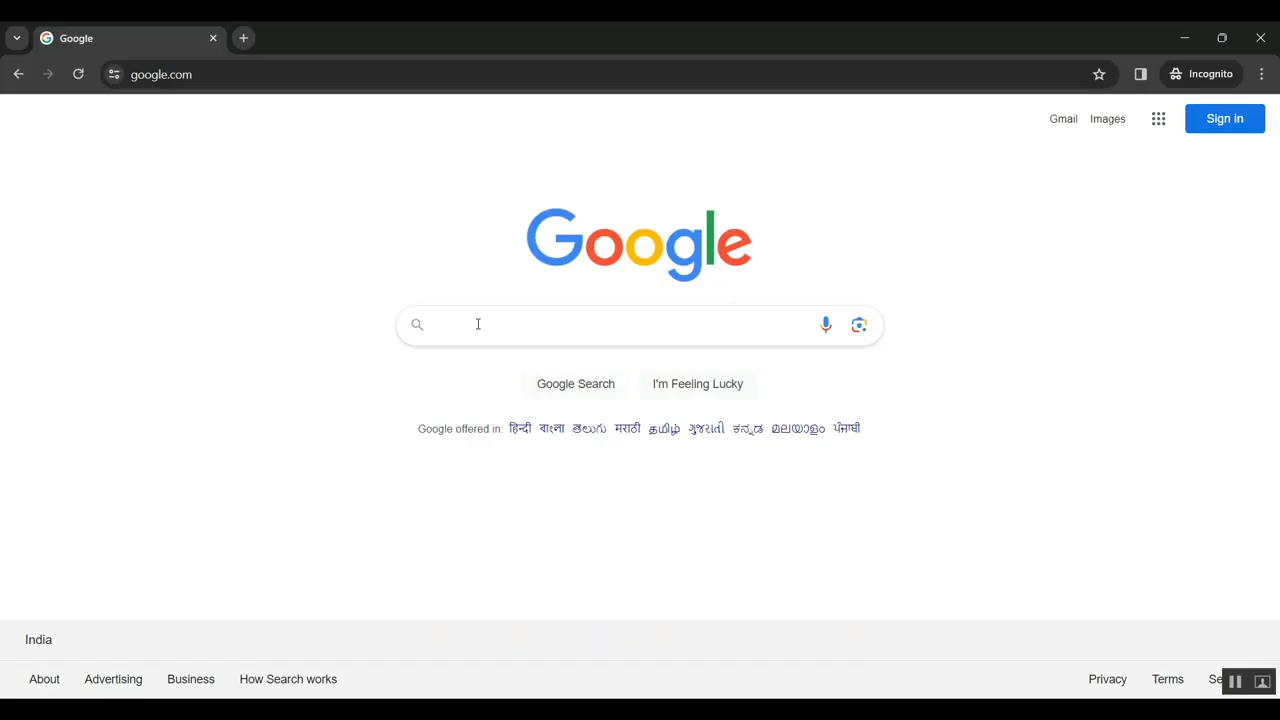 Google
google.com
Incognito
Gmail Images Sign in
Google
Google Search I'm Feeling Lucky
Google offered in: हिन्दी বাংলা తెలుగు मराठी தமிழ் ગુજરાતી ಕನ್ನಡ മലയാളം ਪੰਜਾਬੀ
India
About Advertising Business How Search works Privacy Terms Se